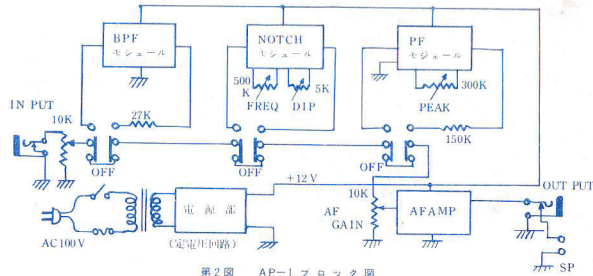 BPF
モジュール
NOTCH
モジュール
PF
モジュール
500
K
5K
FREQ
DIP
300K
PEAK
IN PUT
10K
27K
150K
OFF
OFF
OFF
+12V
OUT PUT
10K
AF
GAIN
AFAMP
電源部
(定電圧回路)
AC100V
SP
第2図 AP-1ブロック図